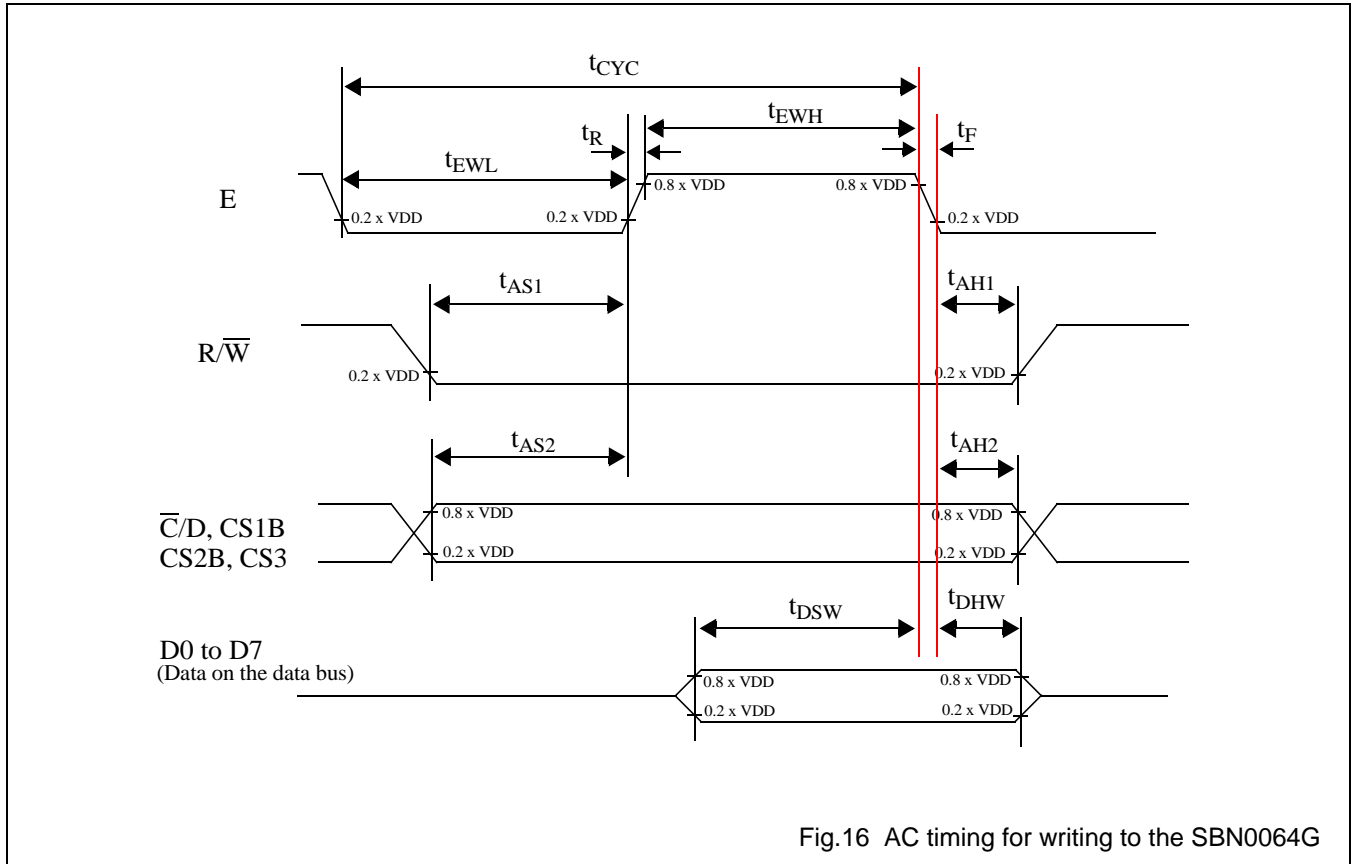 tCYC
tEWH
tR
tF
tEWL
E
0.8 x VDD
0.8 x VDD
0.2 x VDD
0.2 x VDD
0.2 x VDD
tAS1
tAH1
R/W̅
0.2 x VDD
0.2 x VDD
tAS2
tAH2
C̅/D, CS1B
CS2B, CS3
0.8 x VDD
0.8 x VDD
0.2 x VDD
0.2 x VDD
tDSW
tDHW
D0 to D7
(Data on the data bus)
0.8 x VDD
0.8 x VDD
0.2 x VDD
0.2 x VDD
Fig.16 AC timing for writing to the SBN0064G